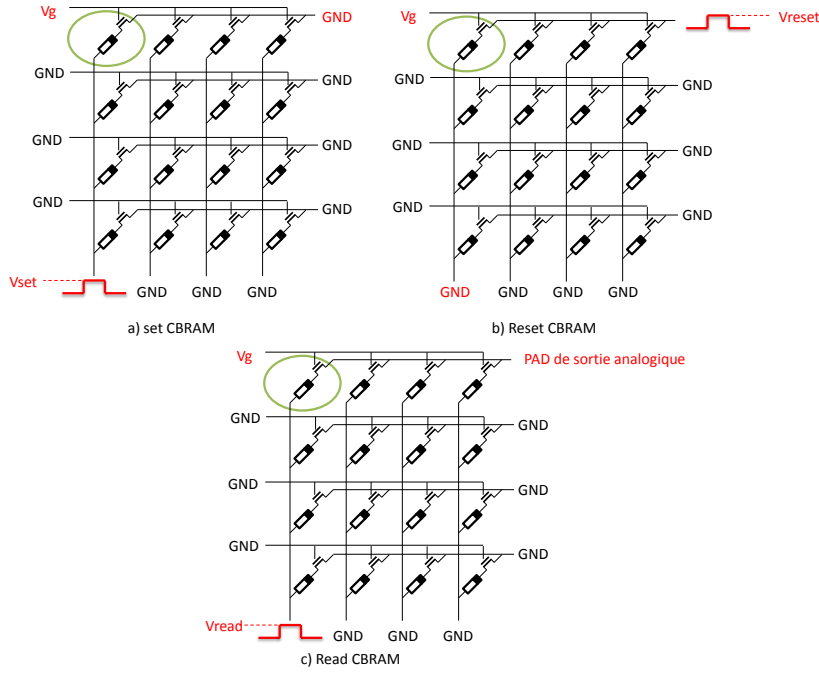 Vg
GND
GND
GND
GND
GND
GND
GND
Vset
GND GND GND
a) set CBRAM
Vg
Vreset
GND
GND
GND
GND
GND
GND
GND GND GND GND
b) Reset CBRAM
Vg
PAD de sortie analogique
GND
GND
GND
GND
GND
GND
Vread
GND GND GND
c) Read CBRAM